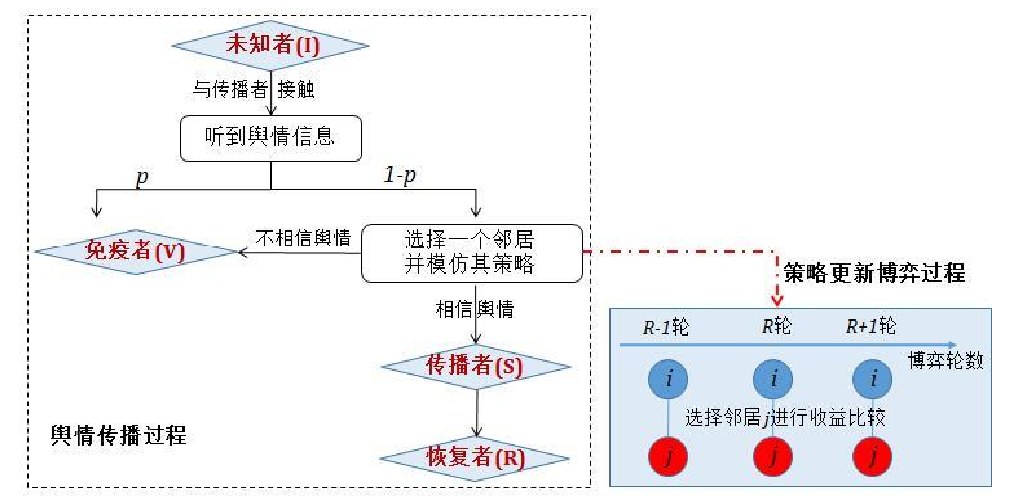 未知者(I)
与传播者 接触
听到舆情信息
p
1-p
免疫者(V)
不相信舆情
选择一个邻居
并模仿其策略
相信舆情
传播者(S)
恢复者(R)
舆情传播过程
策略更新博弈过程
R-1轮
R轮
R+1轮
博弈轮数
i
i
i
选择邻居j进行收益比较
j
j
j